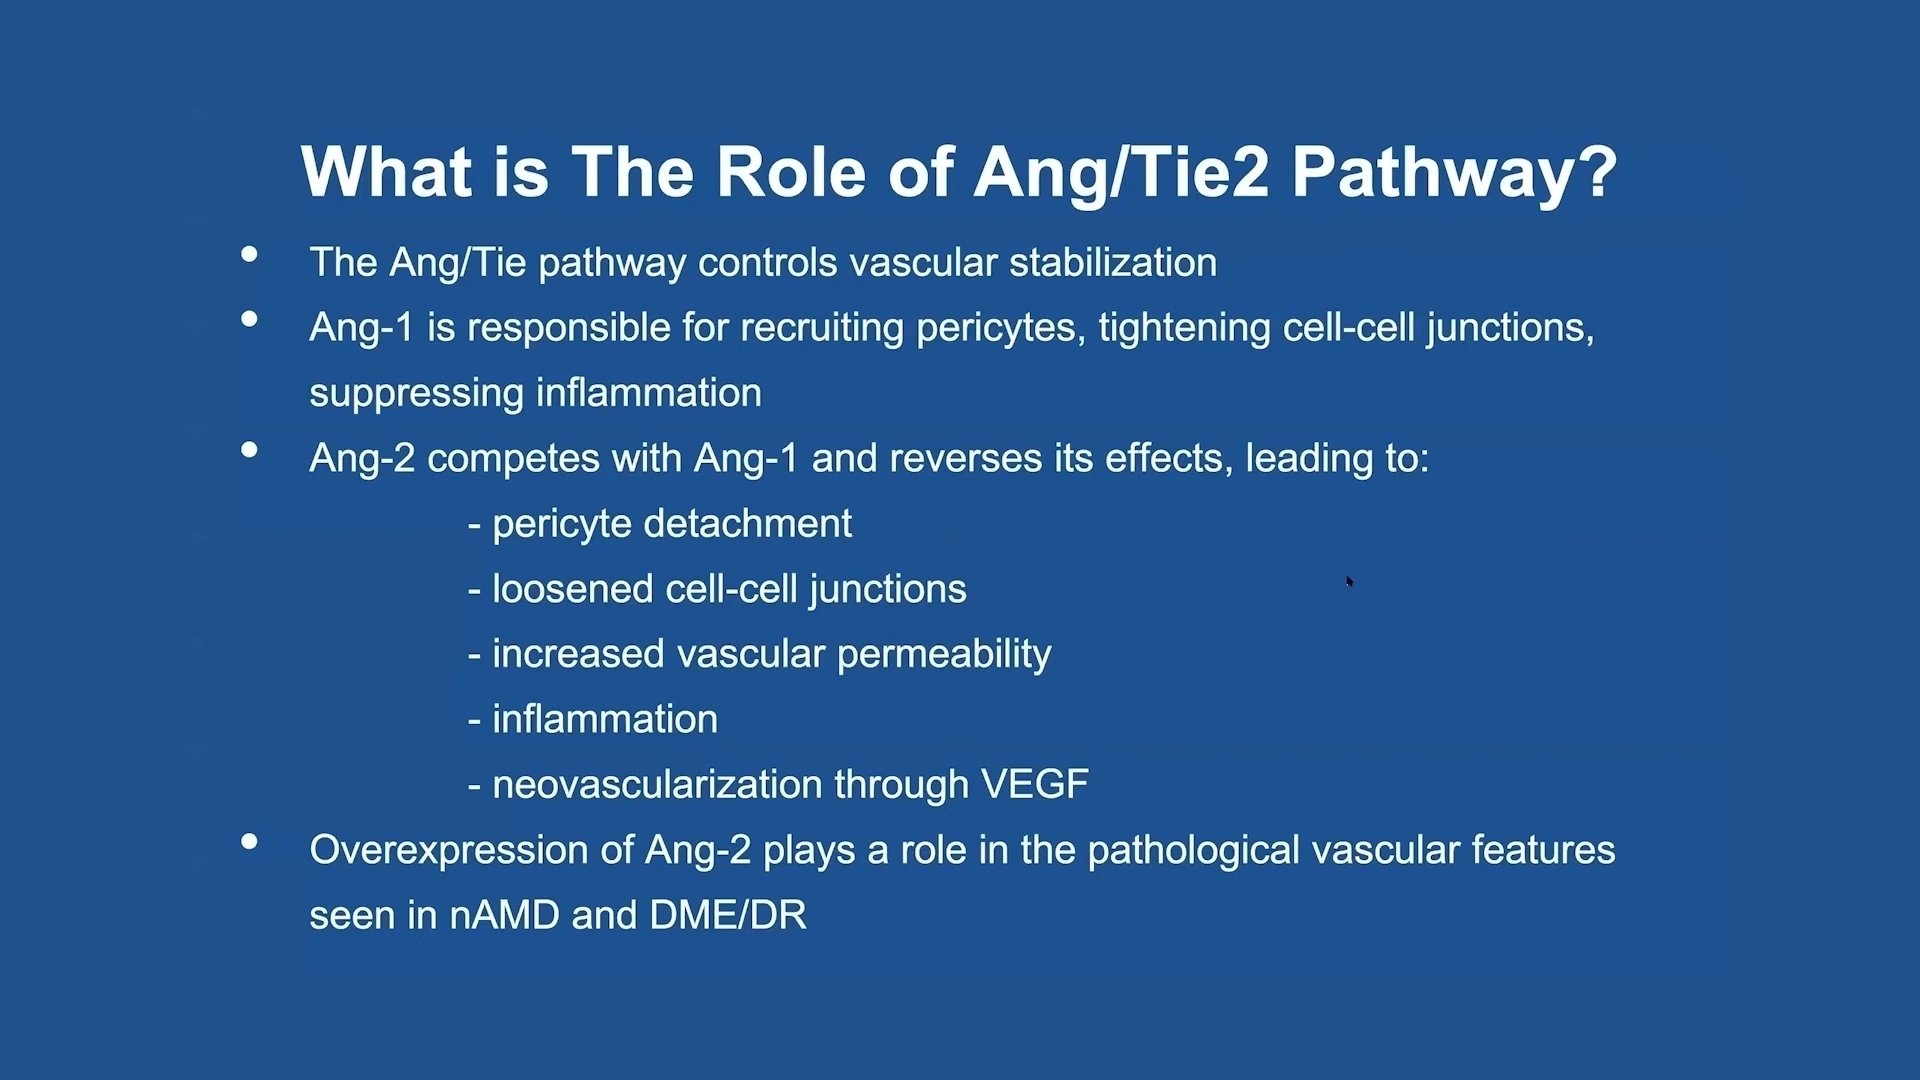 What is The Role of Ang/Tie2 Pathway?
• The Ang/Tie pathway controls vascular stabilization
• Ang-1 is responsible for recruiting pericytes, tightening cell-cell junctions,
suppressing inflammation
• Ang-2 competes with Ang-1 and reverses its effects, leading to:
- pericyte detachment
- loosened cell-cell junctions
- increased vascular permeability
- inflammation
- neovascularization through VEGF
• Overexpression of Ang-2 plays a role in the pathological vascular features
seen in nAMD and DME/DR